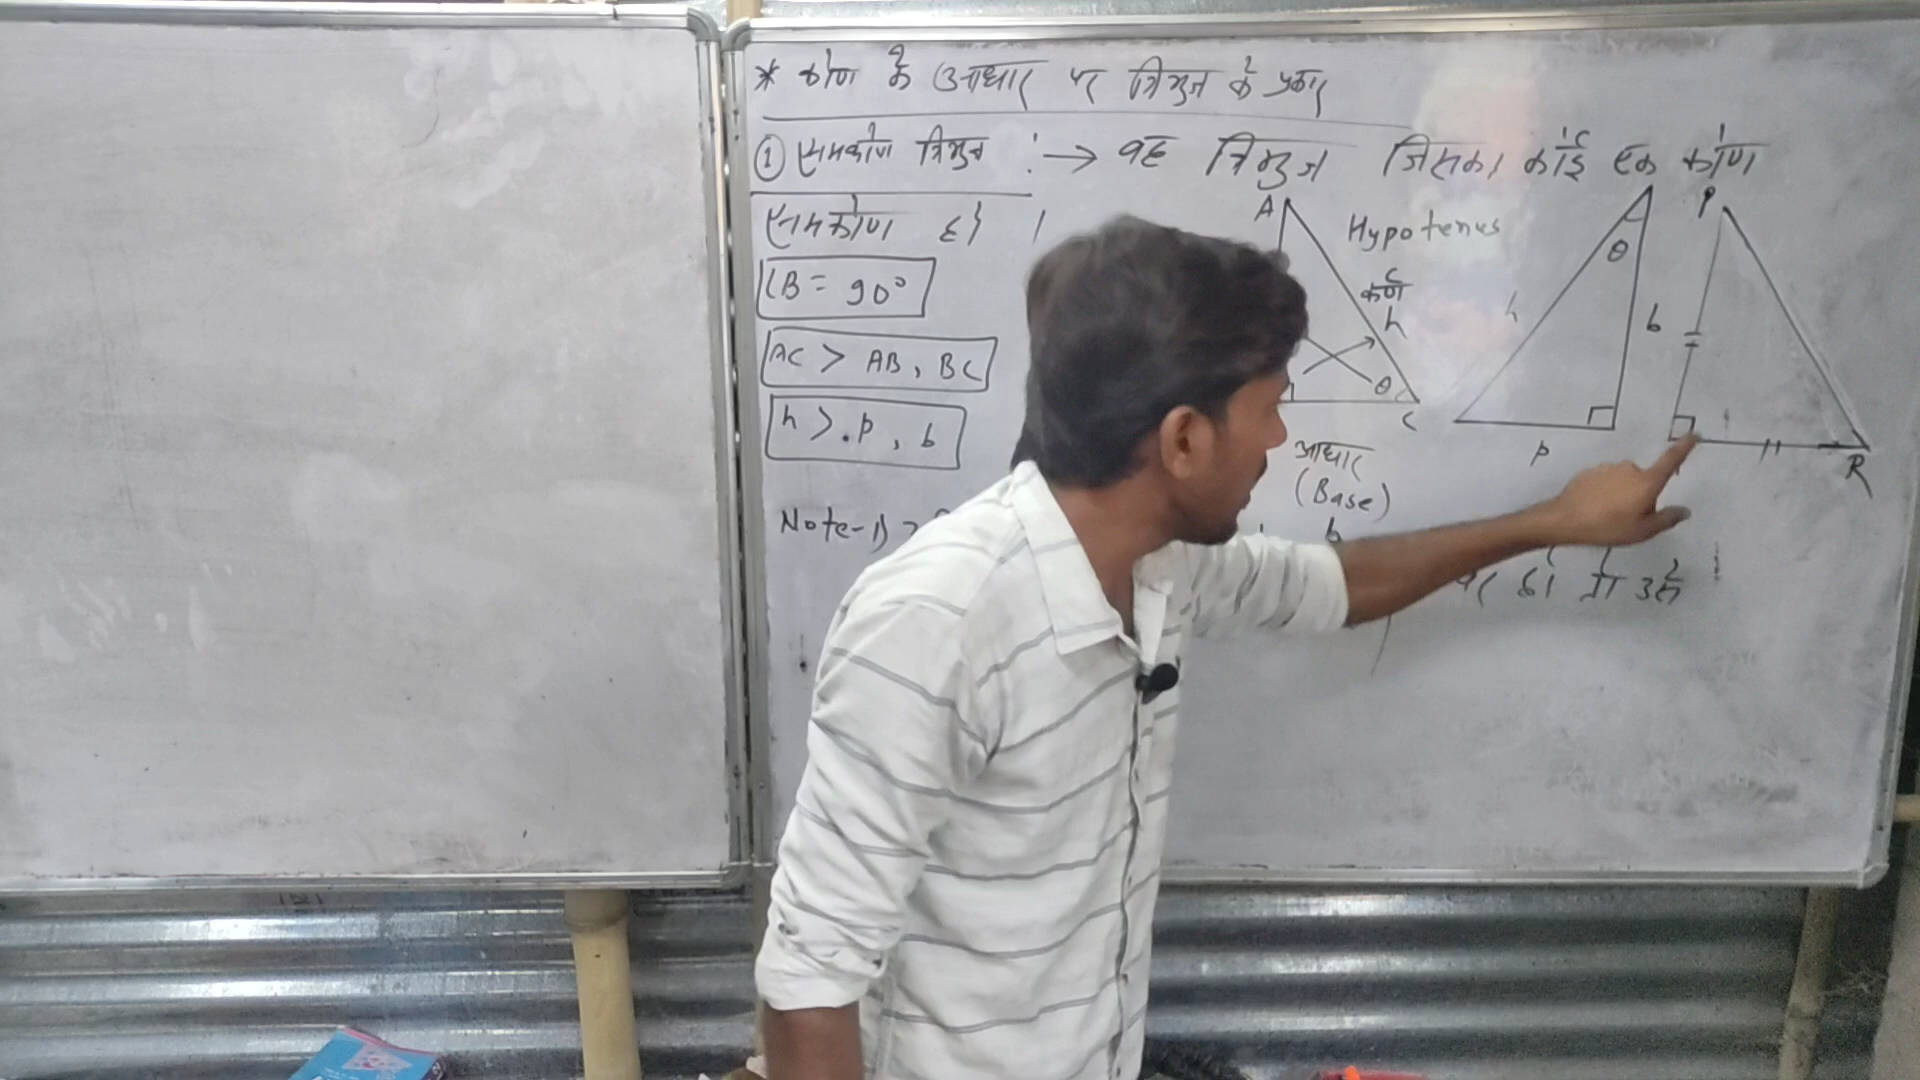 * कोण के आधार पर त्रिभुज के प्रकार
① समकोण त्रिभुज :→ वह त्रिभुज जिसका कोई एक कोण
समकोण हो ।
∠B = 90°
AC > AB, BC
h > p, b
A
Hypotenus
कर्ण
h
θ
C
आधार
(Base)
b
θ
h
b
p
P
R
Note-1)
हो तो उसे